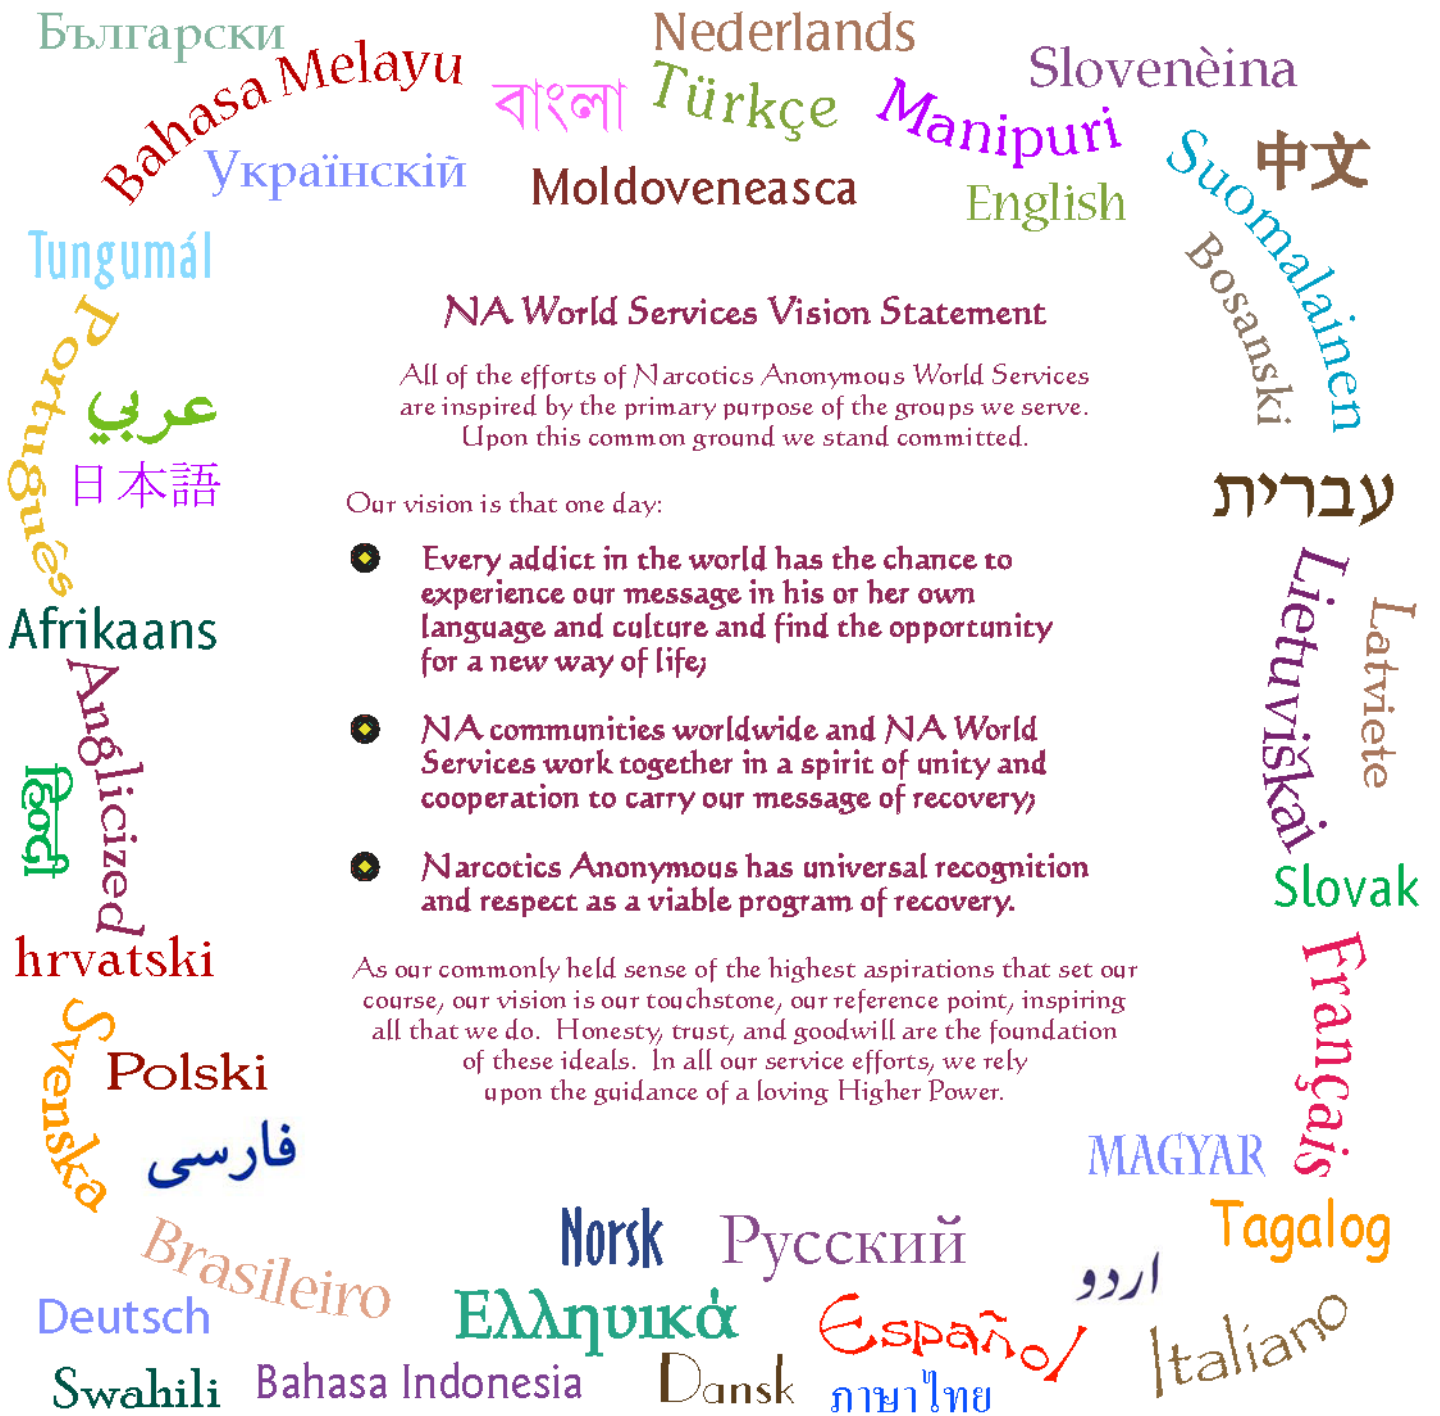 Български
Bahasa Melayu
বাংলা
Nederlands
Türkçe
Manipuri
Slovenèina
Українскій
Moldoveneasca
English
Suomalainen
中文
Bosanski
Tungumál
Português
عربي
日本語
עברית
NA World Services Vision Statement
All of the efforts of Narcotics Anonymous World Services
are inspired by the primary purpose of the groups we serve.
Upon this common ground we stand committed.
Our vision is that one day:
Every addict in the world has the chance to
experience our message in his or her own
language and culture and find the opportunity
for a new way of life;
NA communities worldwide and NA World
Services work together in a spirit of unity and
cooperation to carry our message of recovery;
Narcotics Anonymous has universal recognition
and respect as a viable program of recovery.
As our commonly held sense of the highest aspirations that set our
course, our vision is our touchstone, our reference point, inspiring
all that we do. Honesty, trust, and goodwill are the foundation
of these ideals. In all our service efforts, we rely
upon the guidance of a loving Higher Power.
Afrikaans
Anglicized
हिन्दी
hrvatski
Svenska
Polski
فارسی
Brasileiro
Lietuviškai
Latviete
Slovak
Français
MAGYAR
Tagalog
Norsk
Русский
اردو
Deutsch
Ελληνικά
Español
Italiano
Swahili
Bahasa Indonesia
Dansk
ภาษาไทย